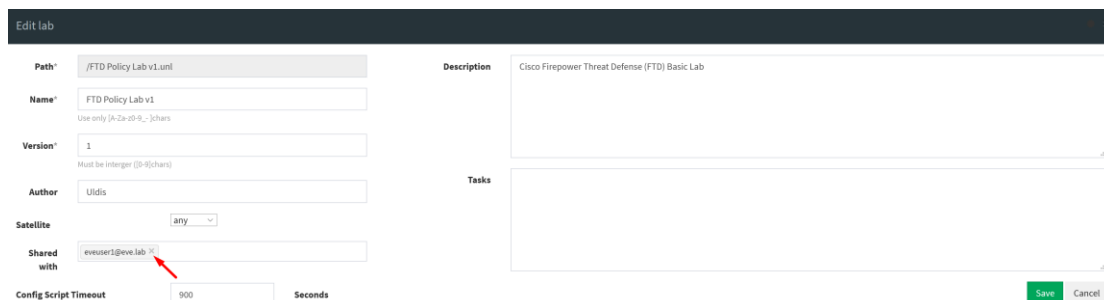 Edit lab
Path*
/FTD Policy Lab v1.unl
Name*
FTD Policy Lab v1
Use only [A-Za-z0-9_- ]chars
Version*
1
Must be interger ([0-9]chars)
Author
Uldis
Satellite
any
Shared
with
eveuser1@eve.lab ×
Config Script Timeout
900
Seconds
Description
Cisco Firepower Threat Defense (FTD) Basic Lab
Tasks
Save
Cancel